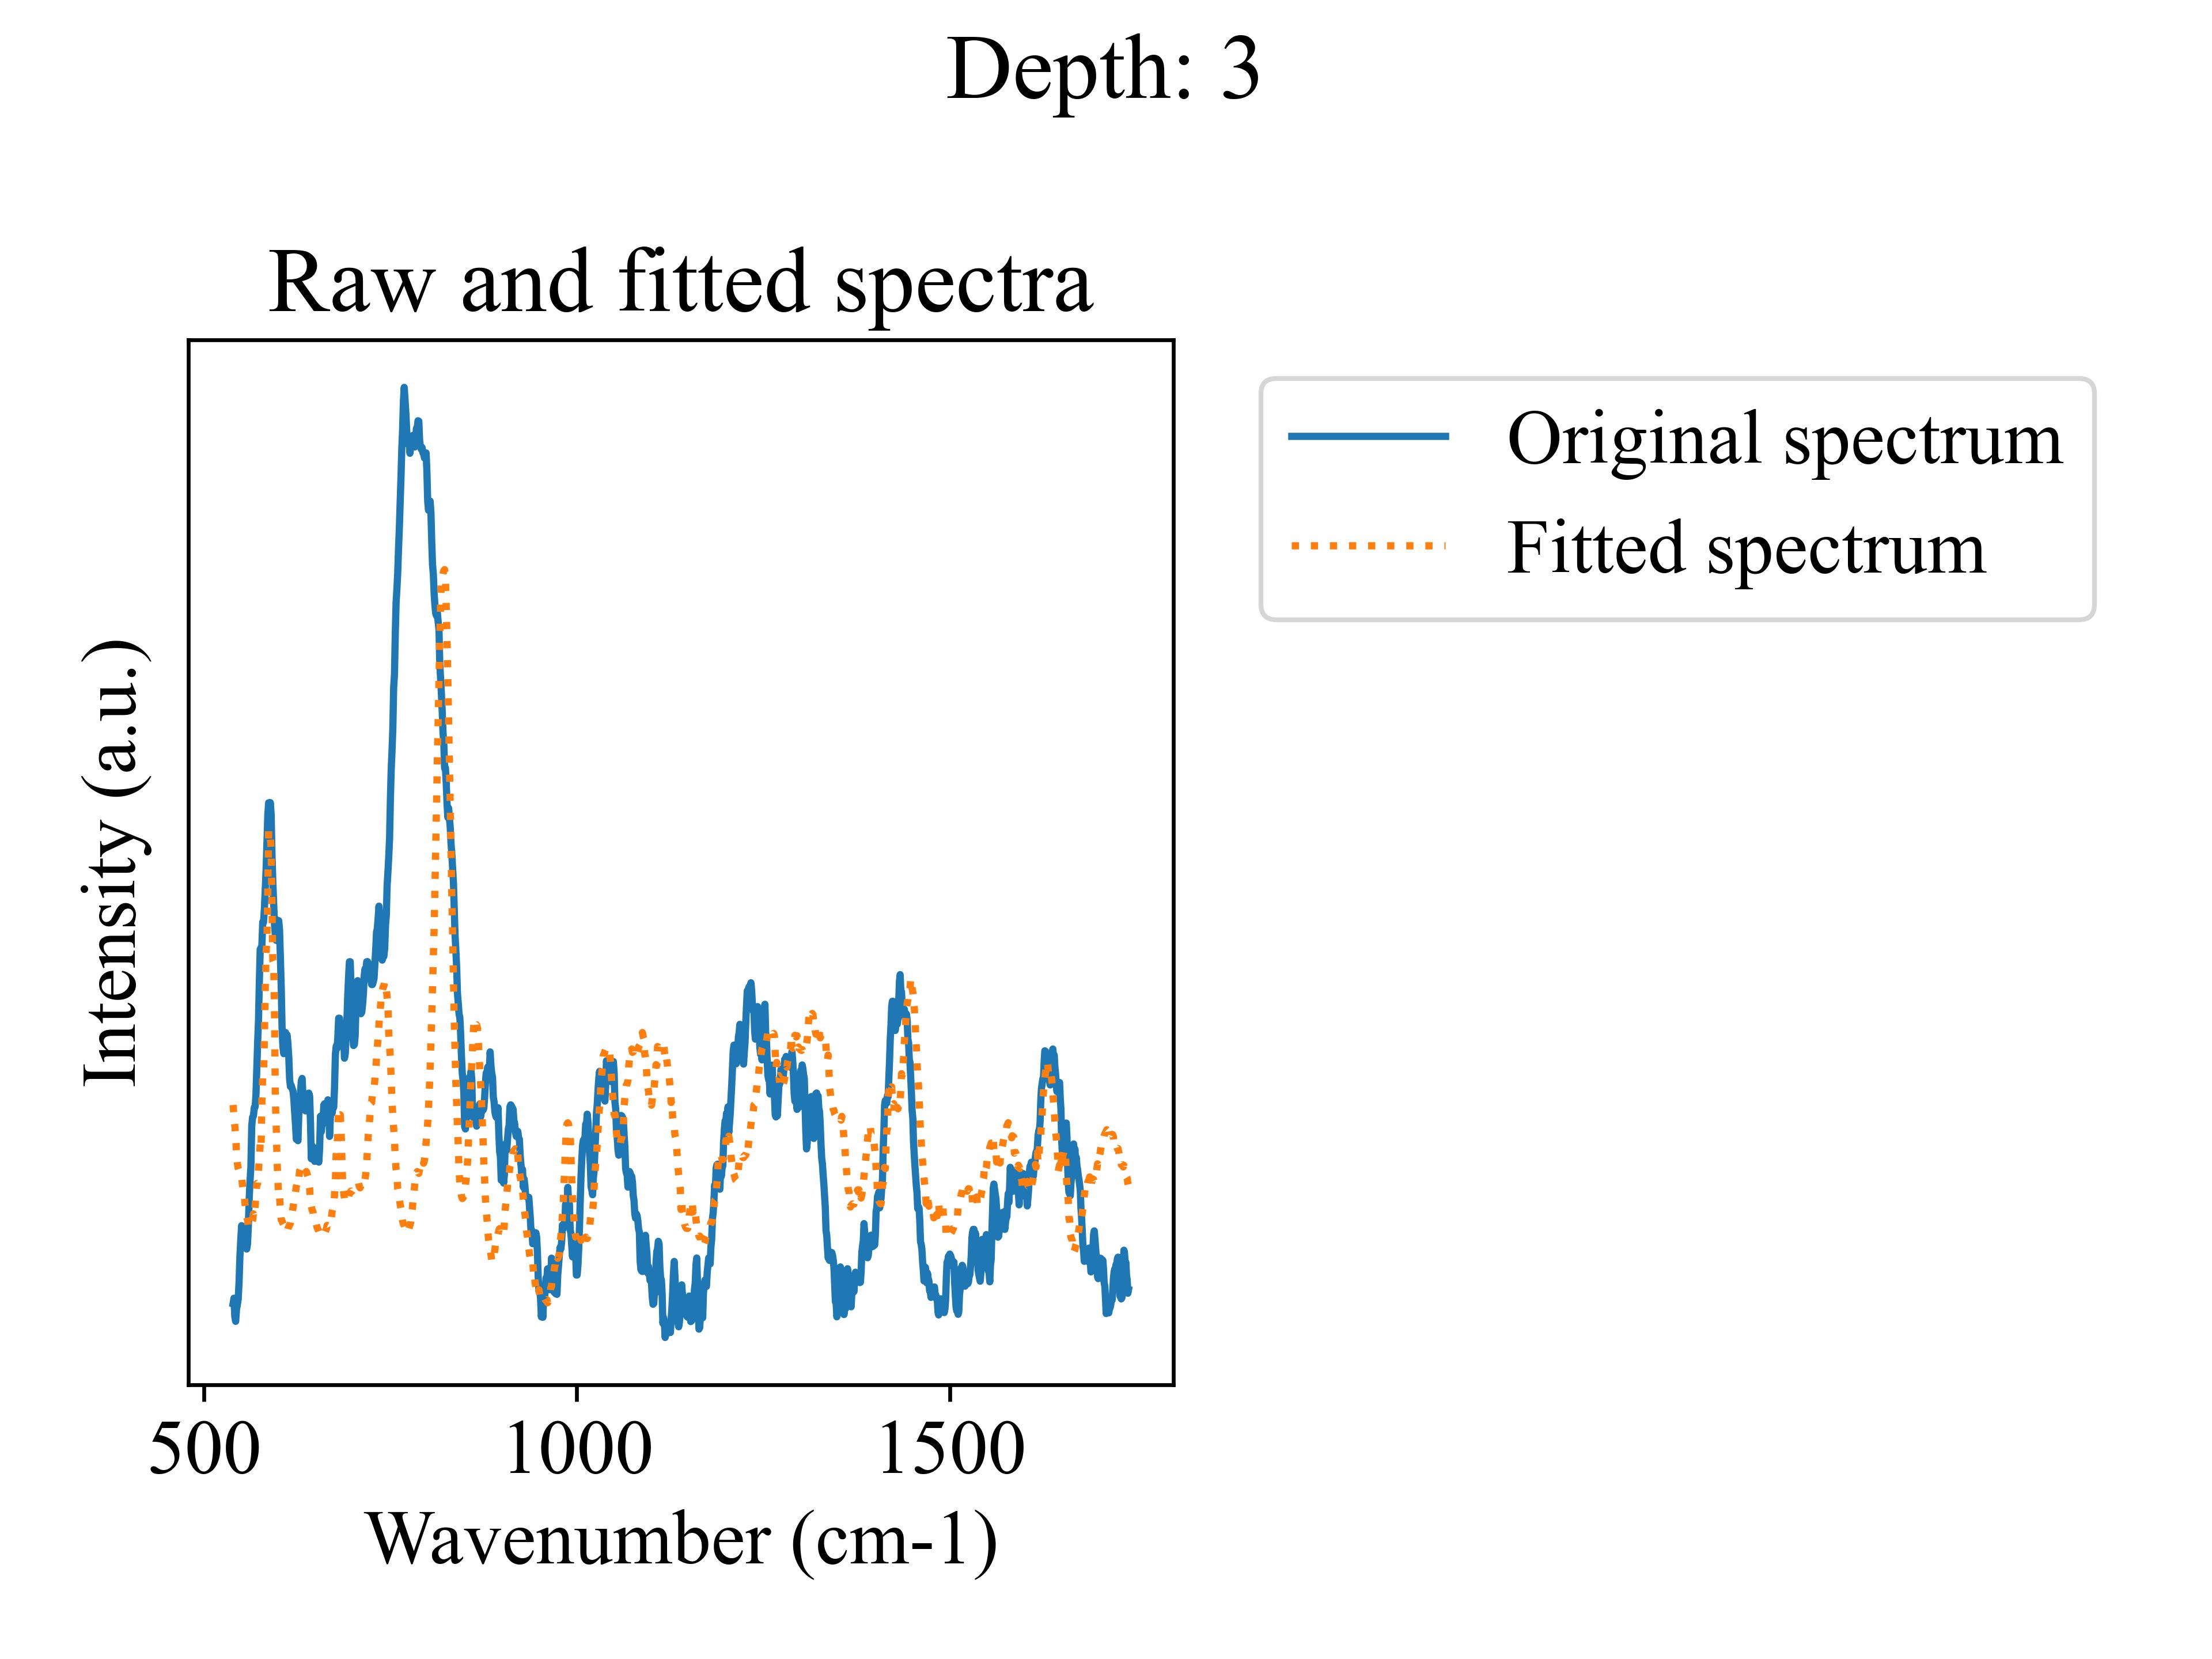 Depth: 3
Raw and fitted spectra
Original spectrum
Fitted spectrum
Intensity (a.u.)
500 1000 1500
Wavenumber (cm-1)